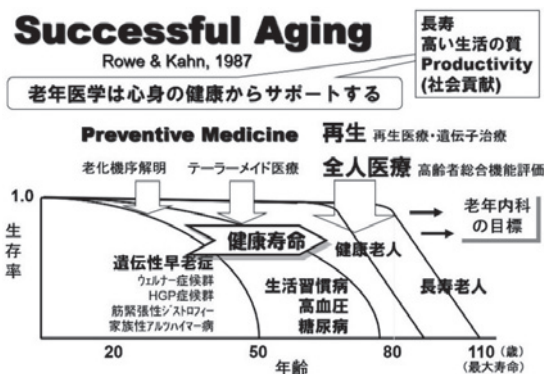 Successful Aging
Rowe & Kahn, 1987
長寿
高い生活の質
Productivity
(社会貢献)
老年医学は心身の健康からサポートする
Preventive Medicine
再生 再生医療・遺伝子治療
老化機序解明
テーラーメイド医療
全人医療 高齢者総合機能評価
1.0
生存率
健康寿命
健康老人
老年内科
の目標
遺伝性早老症
ウェルナー症候群
HGP症候群
筋緊張性ジストロフィー
家族性アルツハイマー病
生活習慣病
高血圧
糖尿病
長寿老人
20
50
80
110 (歳)
年齢
(最大寿命)